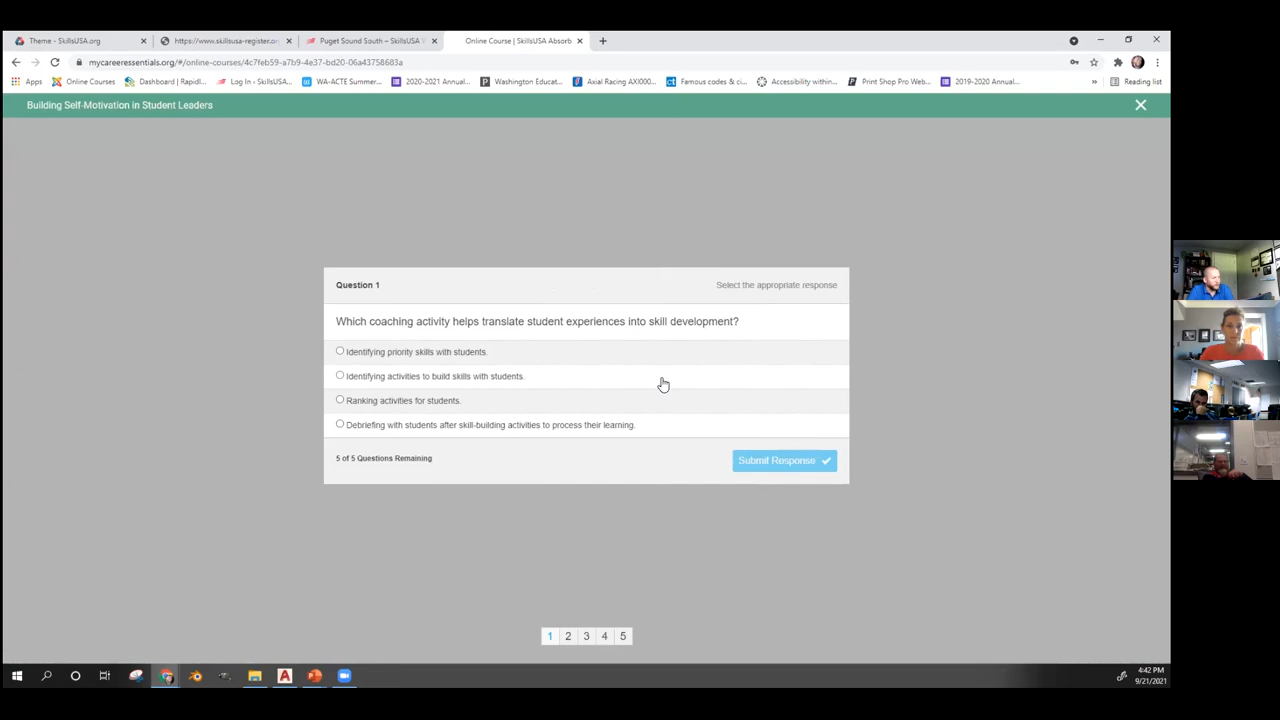 Theme - SkillsUSA.org
https://www.skillsusa-register.or
Puget Sound South – SkillsUSA
Online Course | SkillsUSA Absorb
mycareeressentials.org/#/online-courses/4c7feb59-a7b9-4e37-bd20-06a43758683a
Apps
Online Courses
Dashboard | Rapidl...
Log In - SkillsUSA...
WA-ACTE Summer...
2020-2021 Annual...
Washington Educat...
Axial Racing AXI000...
Famous codes & ci...
Accessibility within...
Print Shop Pro Web...
2019-2020 Annual...
»
Reading list
Building Self-Motivation in Student Leaders
Question 1
Select the appropriate response
Which coaching activity helps translate student experiences into skill development?
Identifying priority skills with students.
Identifying activities to build skills with students.
Ranking activities for students.
Debriefing with students after skill-building activities to process their learning.
5 of 5 Questions Remaining
Submit Response
1 2 3 4 5
4:42 PM
9/21/2021